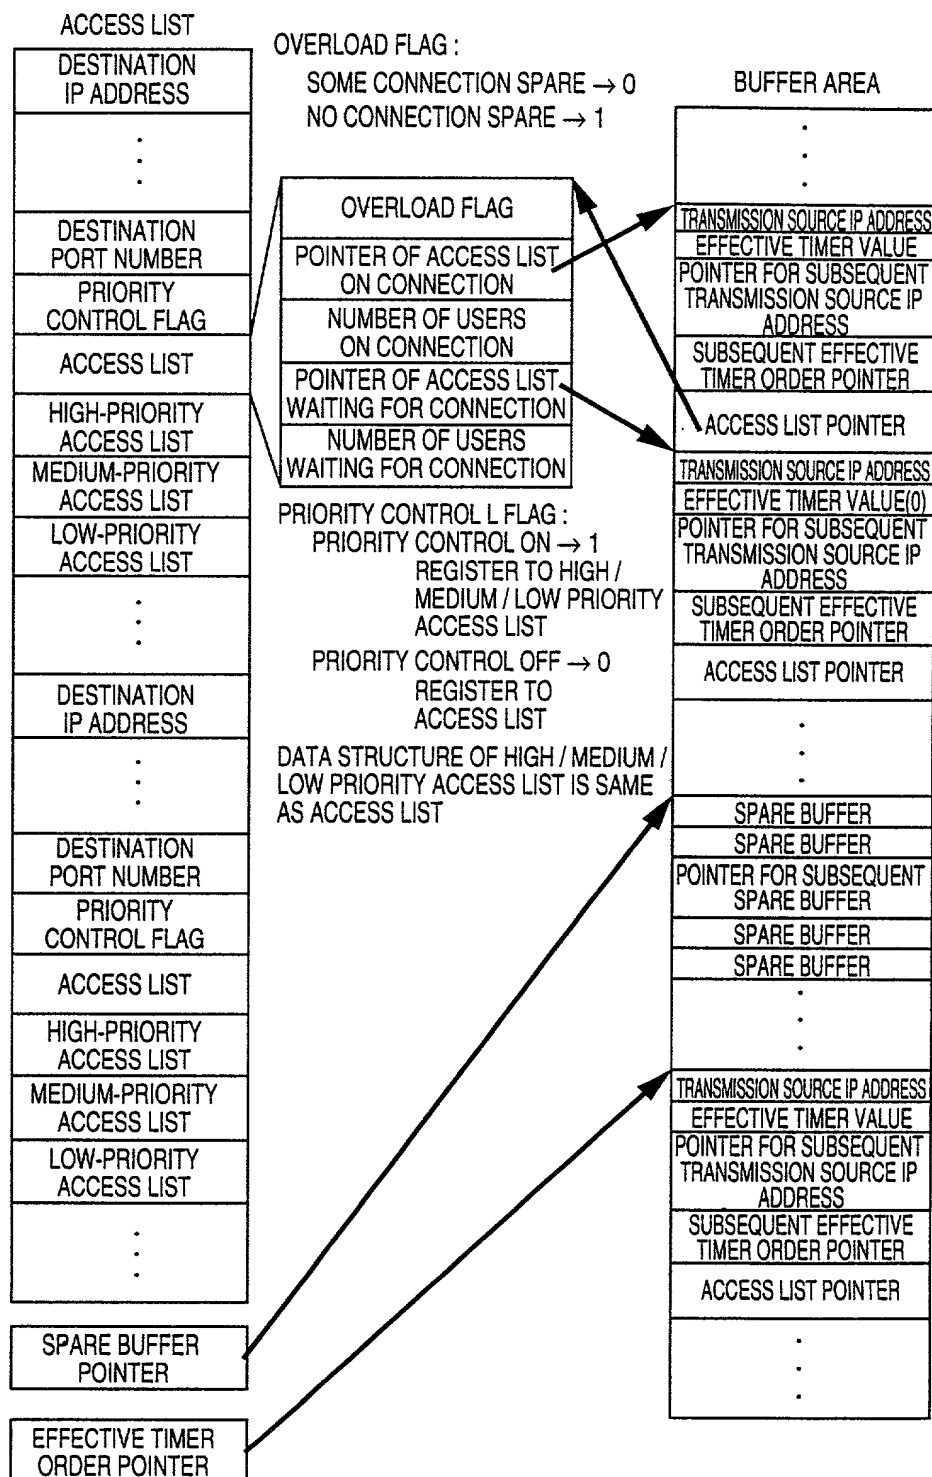 ACCESS LIST
DESTINATION
IP ADDRESS
DESTINATION
PORT NUMBER
PRIORITY
CONTROL FLAG
ACCESS LIST
HIGH-PRIORITY
ACCESS LIST
MEDIUM-PRIORITY
ACCESS LIST
LOW-PRIORITY
ACCESS LIST
DESTINATION
IP ADDRESS
DESTINATION
PORT NUMBER
PRIORITY
CONTROL FLAG
ACCESS LIST
HIGH-PRIORITY
ACCESS LIST
MEDIUM-PRIORITY
ACCESS LIST
LOW-PRIORITY
ACCESS LIST
SPARE BUFFER
POINTER
EFFECTIVE TIMER
ORDER POINTER
OVERLOAD FLAG :
SOME CONNECTION SPARE → 0
NO CONNECTION SPARE → 1
OVERLOAD FLAG
POINTER OF ACCESS LIST
ON CONNECTION
NUMBER OF USERS
ON CONNECTION
POINTER OF ACCESS LIST
WAITING FOR CONNECTION
NUMBER OF USERS
WAITING FOR CONNECTION
PRIORITY CONTROL L FLAG :
PRIORITY CONTROL ON → 1
REGISTER TO HIGH /
MEDIUM / LOW PRIORITY
ACCESS LIST
PRIORITY CONTROL OFF → 0
REGISTER TO
ACCESS LIST
DATA STRUCTURE OF HIGH / MEDIUM /
LOW PRIORITY ACCESS LIST IS SAME
AS ACCESS LIST
BUFFER AREA
TRANSMISSION SOURCE IP ADDRESS
EFFECTIVE TIMER VALUE
POINTER FOR SUBSEQUENT
TRANSMISSION SOURCE IP
ADDRESS
SUBSEQUENT EFFECTIVE
TIMER ORDER POINTER
ACCESS LIST POINTER
TRANSMISSION SOURCE IP ADDRESS
EFFECTIVE TIMER VALUE(0)
POINTER FOR SUBSEQUENT
TRANSMISSION SOURCE IP
ADDRESS
SUBSEQUENT EFFECTIVE
TIMER ORDER POINTER
ACCESS LIST POINTER
SPARE BUFFER
SPARE BUFFER
POINTER FOR SUBSEQUENT
SPARE BUFFER
SPARE BUFFER
SPARE BUFFER
TRANSMISSION SOURCE IP ADDRESS
EFFECTIVE TIMER VALUE
POINTER FOR SUBSEQUENT
TRANSMISSION SOURCE IP
ADDRESS
SUBSEQUENT EFFECTIVE
TIMER ORDER POINTER
ACCESS LIST POINTER